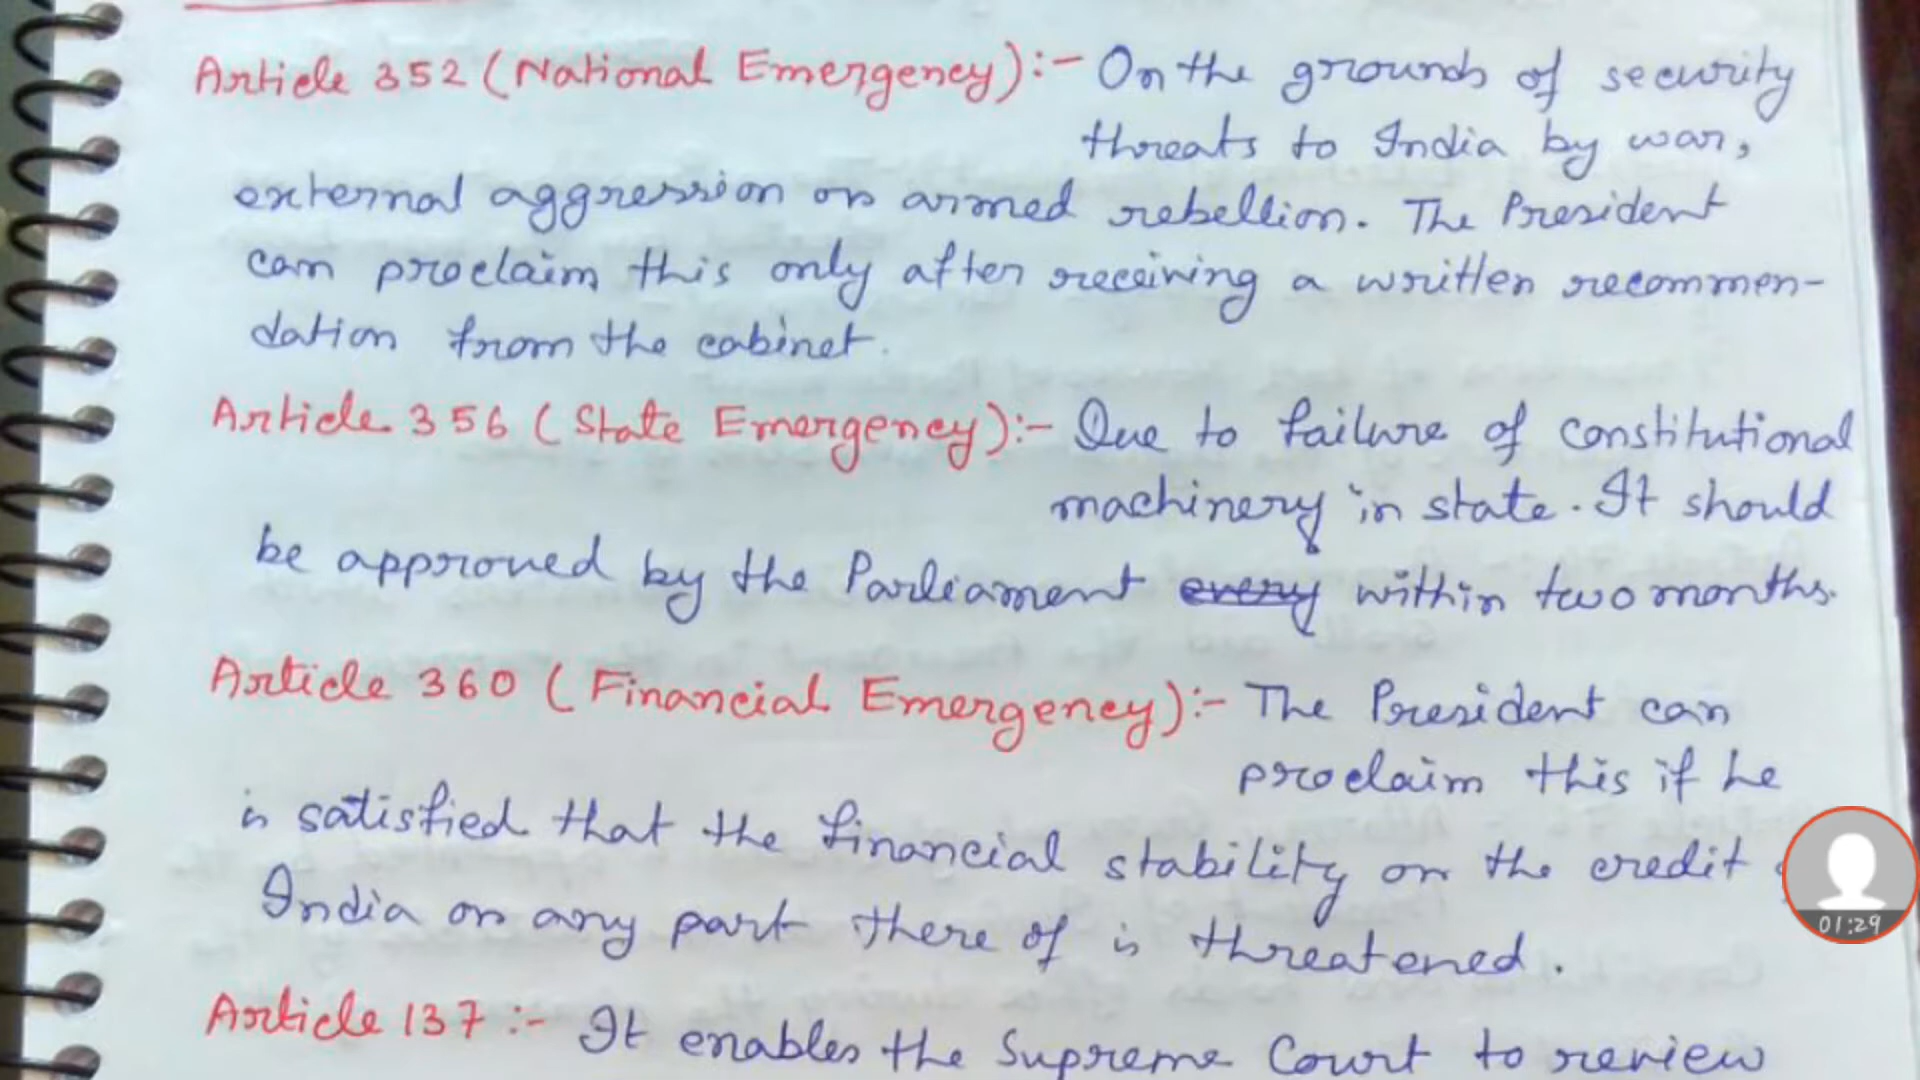 Article 352 (National Emergency):- On the grounds of security
threats to India by war,
external aggression or armed rebellion. The President
can proclaim this only after receiving a written recommen-
dation from the cabinet.
Article 356 (State Emergency):- Due to failure of constitutional
machinery in state. It should
be approved by the Parliament every within two months.
Article 360 (Financial Emergency):- The President can
proclaim this if he
is satisfied that the financial stability or the credit
India or any part there of is threatened.
Article 137 :- It enables the Supreme Court to review
01:29